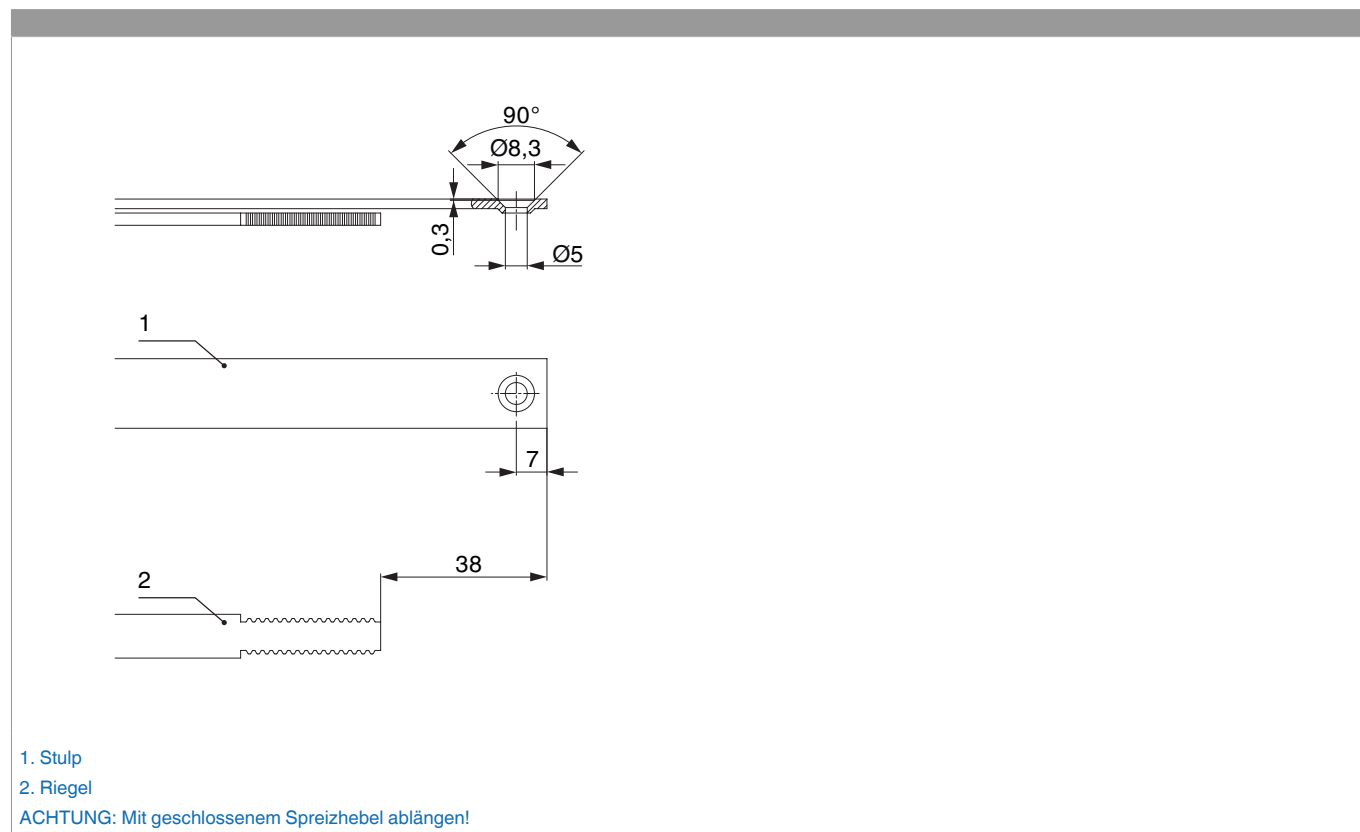 90°
Ø8,3
0,3
Ø5
1
7
38
2
1. Stulp
2. Riegel
ACHTUNG: Mit geschlossenem Spreizhebel ablängen!